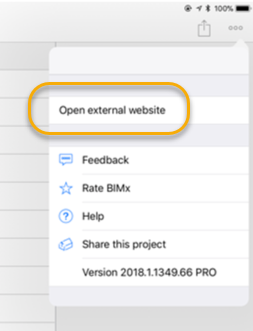 100%
Open external website
Feedback
Rate BIMx
Help
Share this project
Version 2018.1.1349.66 PRO